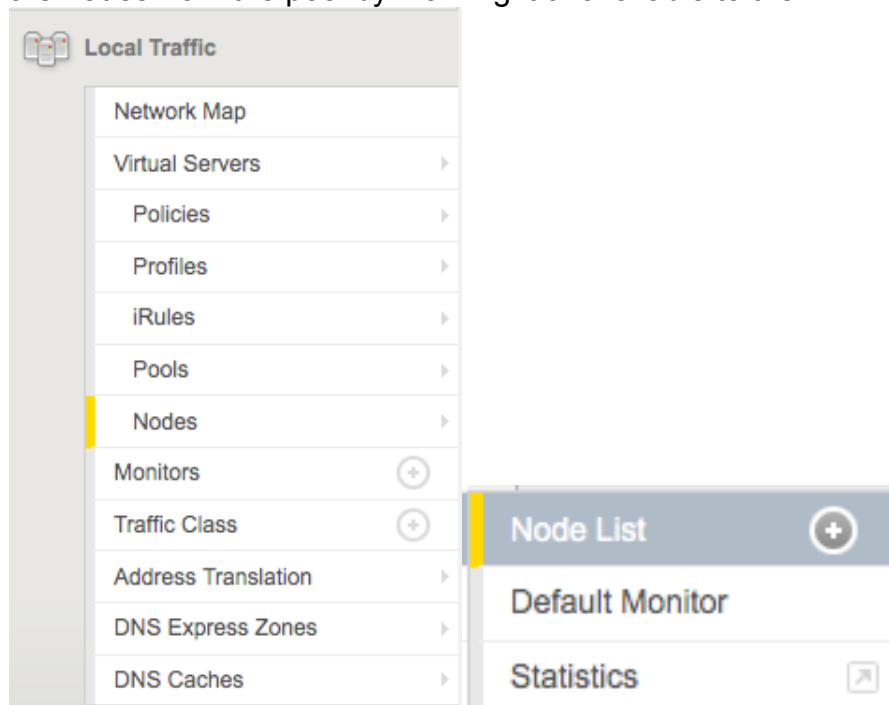 Local Traffic
Network Map
Virtual Servers
Policies
Profiles
iRules
Pools
Nodes
Monitors
Traffic Class
Address Translation
DNS Express Zones
DNS Caches
Node List
Default Monitor
Statistics